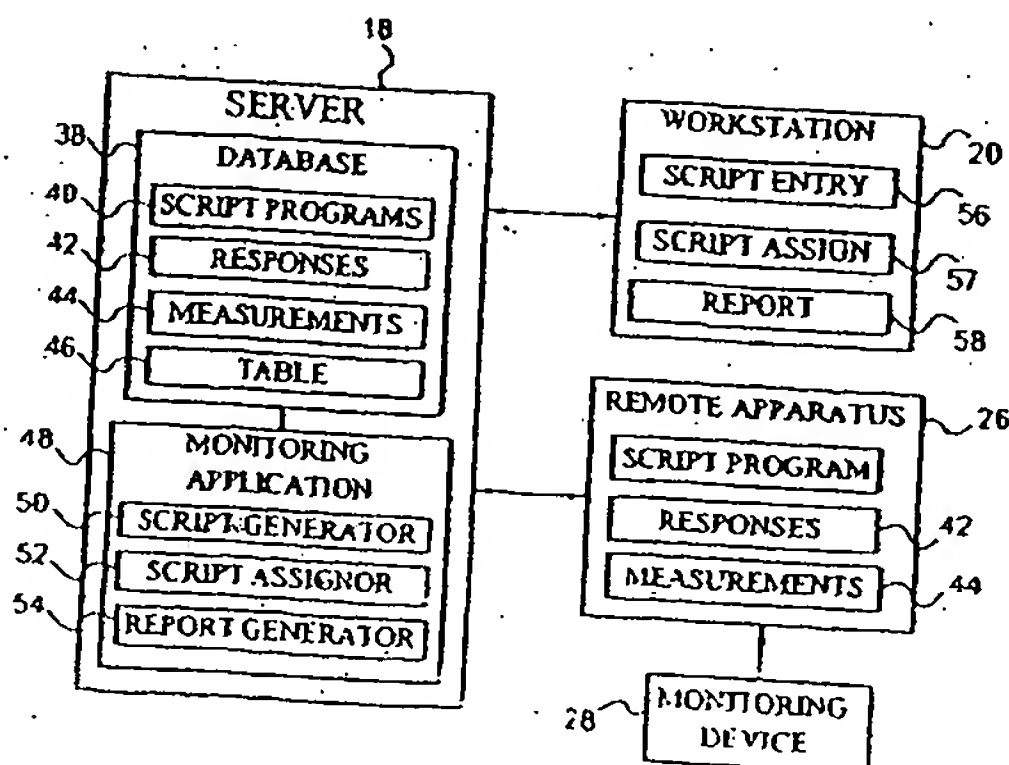 18
SERVER
38
DATABASE
40
SCRIPT PROGRAMS
42
RESPONSES
44
MEASUREMENTS
46
TABLE
48
MONITORING
APPLICATION
50
SCRIPT GENERATOR
52
SCRIPT ASSIGNOR
54
REPORT GENERATOR
WORKSTATION
20
SCRIPT ENTRY
56
SCRIPT ASSIGN
57
REPORT
58
REMOTE APPARATUS
26
SCRIPT PROGRAM
RESPONSES
42
MEASUREMENTS
44
28
MONITORING
DEVICE